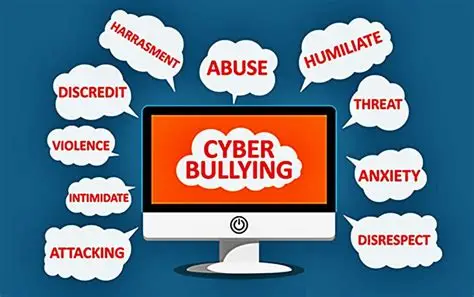 HARRASMENT
ABUSE
HUMILIATE
DISCREDIT
THREAT
VIOLENCE
CYBER
BULLYING
ANXIETY
INTIMIDATE
ATTACKING
DISRESPECT